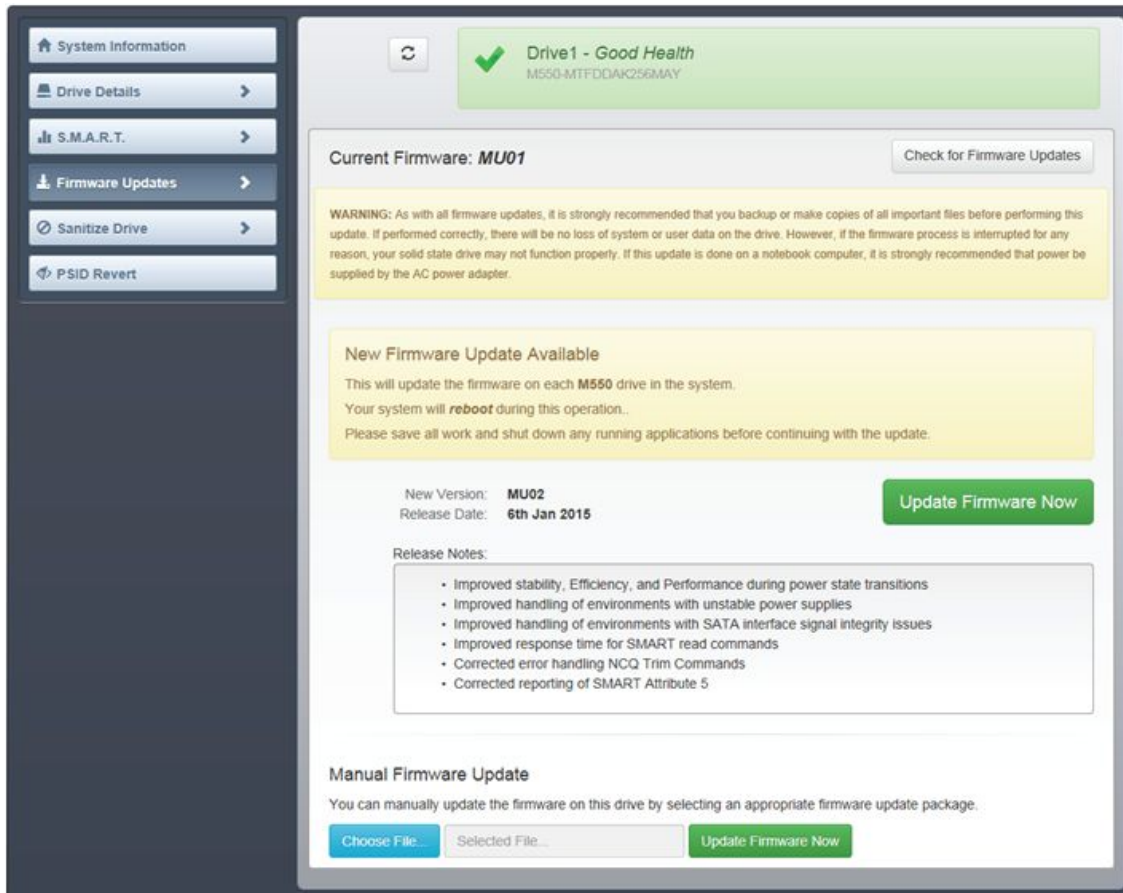 System Information
Drive Details
S.M.A.R.T.
Firmware Updates
Sanitize Drive
PSID Revert
Drive1 - Good Health
M550-MTFDDAK256MAY
Current Firmware: MU01
Check for Firmware Updates
WARNING: As with all firmware updates, it is strongly recommended that you backup or make copies of all important files before performing this
update. If performed correctly, there will be no loss of system or user data on the drive. However, if the firmware process is interrupted for any
reason, your solid state drive may not function properly. If this update is done on a notebook computer, it is strongly recommended that power be
supplied by the AC power adapter.
New Firmware Update Available
This will update the firmware on each M550 drive in the system.
Your system will reboot during this operation..
Please save all work and shut down any running applications before continuing with the update.
New Version: MU02
Release Date: 6th Jan 2015
Update Firmware Now
Release Notes:
• Improved stability, Efficiency, and Performance during power state transitions
• Improved handling of environments with unstable power supplies
• Improved handling of environments with SATA interface signal integrity issues
• Improved response time for SMART read commands
• Corrected error handling NCQ Trim Commands
• Corrected reporting of SMART Attribute 5
Manual Firmware Update
You can manually update the firmware on this drive by selecting an appropriate firmware update package.
Choose File... Selected File... Update Firmware Now